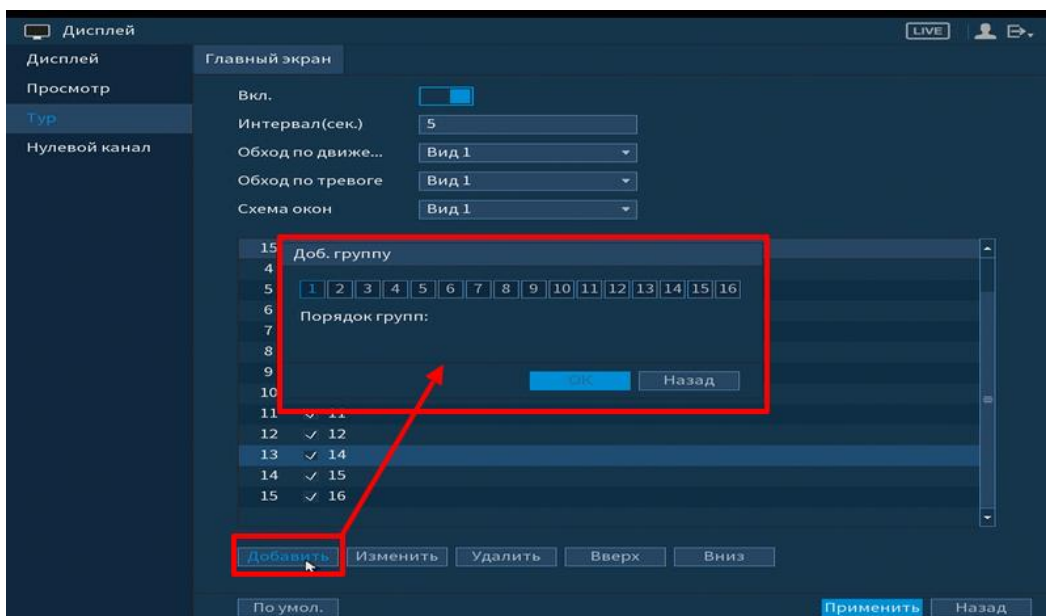 Дисплей LIVE
Дисплей
Просмотр
Тур
Нулевой канал
Главный экран
Вкл.
Интервал(сек.) 5
Обход по движе... Вид 1
Обход по тревоге Вид 1
Схема окон Вид 1
15
4
5
6
7
8
9
10
Доб. группу
1 2 3 4 5 6 7 8 9 10 11 12 13 14 15 16
Порядок групп:
OK Назад
11 11
12 12
13 14
14 15
15 16
Добавить Изменить Удалить Вверх Вниз
По умол. Применить Назад